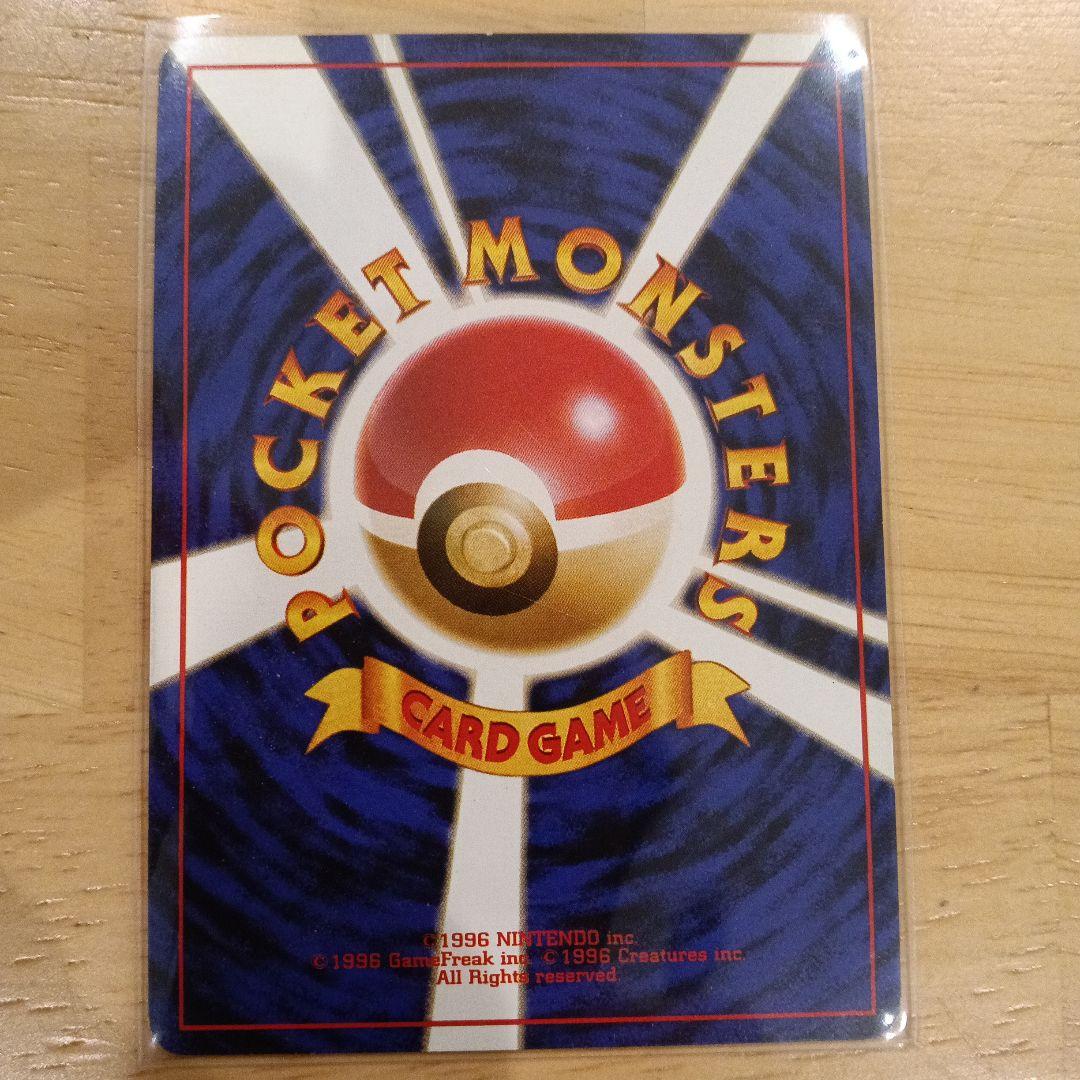 POCKET MONSTERS
CARD GAME
©1996 NINTENDO inc.
©1996 GameFreak inc. ©1996 Creatures inc.
All Rights reserved.